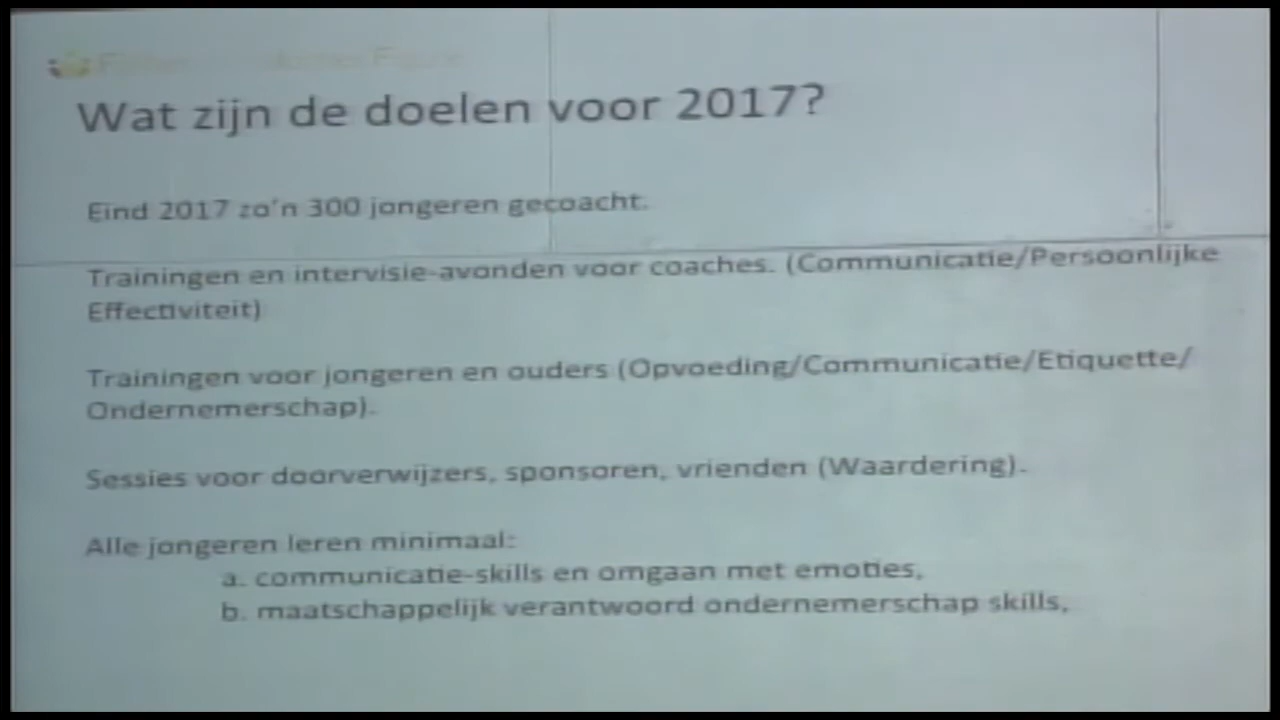 Wat zijn de doelen voor 2017?
Eind 2017 zo'n 300 jongeren gecoacht.
Trainingen en intervisie-avonden voor coaches. (Communicatie/Persoonlijke
Effectiviteit)
Trainingen voor jongeren en ouders (Opvoeding/Communicatie/Etiquette/
Ondernemerschap).
Sessies voor doorverwijzers, sponsoren, vrienden (Waardering).
Alle jongeren leren minimaal:
a. communicatie-skills en omgaan met emoties,
b. maatschappelijk verantwoord ondernemerschap skills,